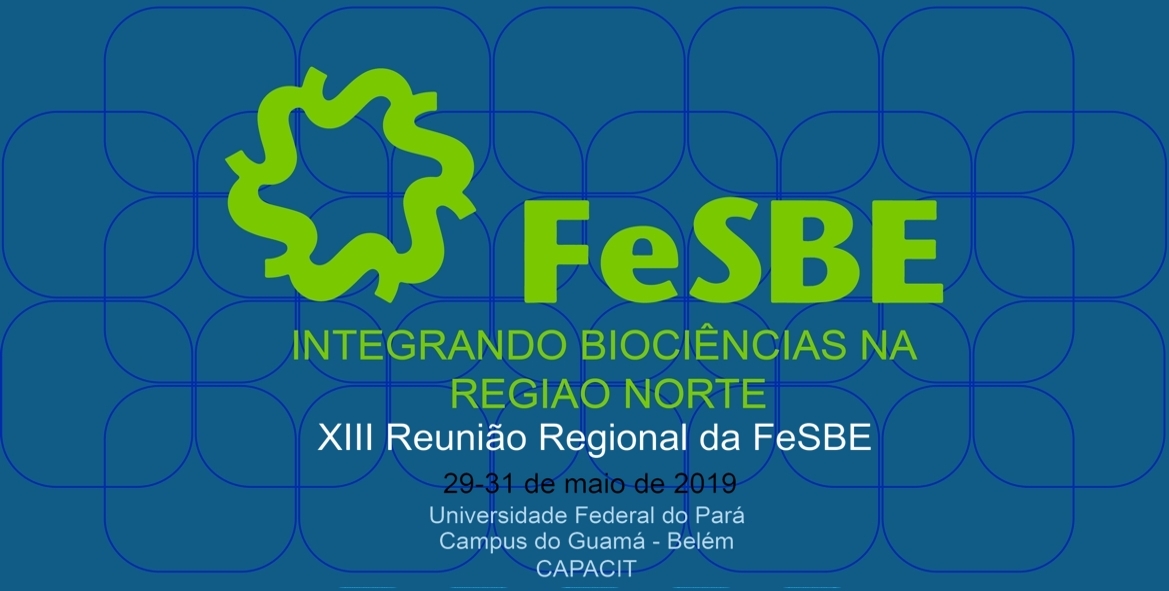 FeSBE
INTEGRANDO BIOCIÊNCIAS NA
REGIAO NORTE
XIII Reunião Regional da FeSBE
29-31 de maio de 2019
Universidade Federal do Pará
Campus do Guamá - Belém
CAPACIT